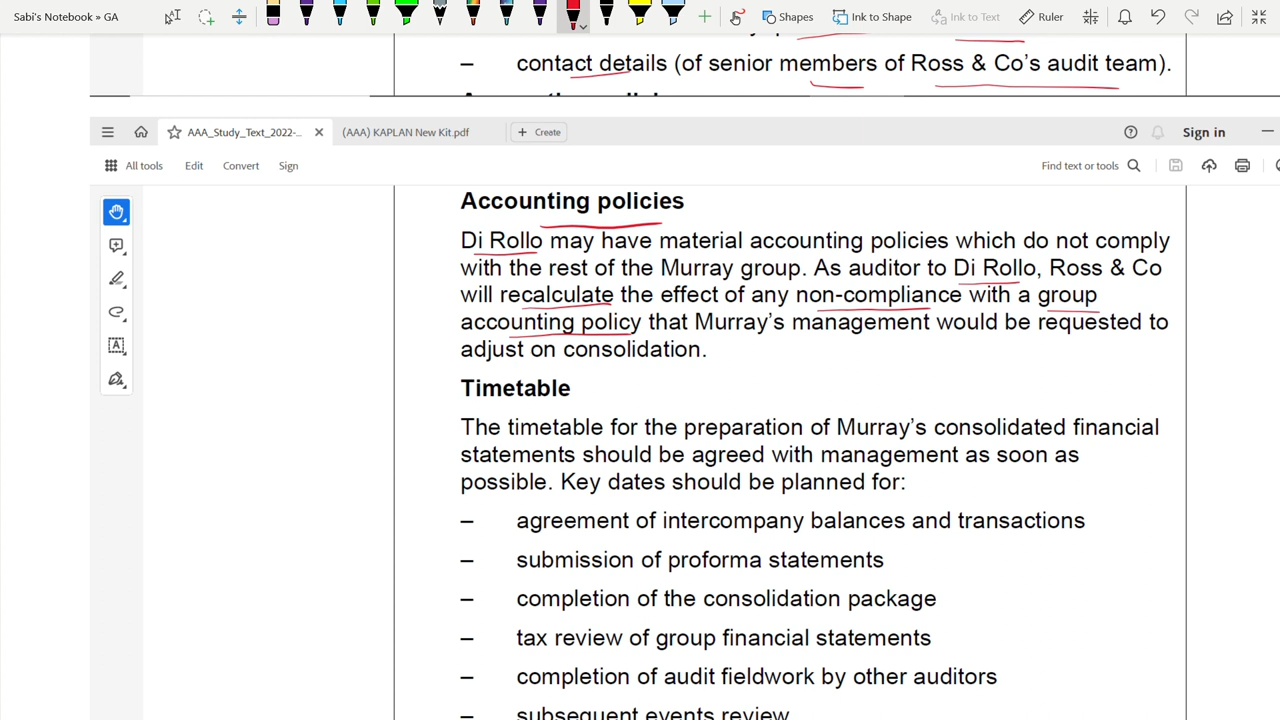 Sabi's Notebook » GA
Shapes
Ink to Shape
Ink to Text
Ruler
– contact details (of senior members of Ross & Co's audit team).
AAA_Study_Text_2022-...
(AAA) KAPLAN New Kit.pdf
Create
Sign in
All tools
Edit
Convert
Sign
Find text or tools
Accounting policies
Di Rollo may have material accounting policies which do not comply
with the rest of the Murray group. As auditor to Di Rollo, Ross & Co
will recalculate the effect of any non-compliance with a group
accounting policy that Murray's management would be requested to
adjust on consolidation.
Timetable
The timetable for the preparation of Murray's consolidated financial
statements should be agreed with management as soon as
possible. Key dates should be planned for:
– agreement of intercompany balances and transactions
– submission of proforma statements
– completion of the consolidation package
– tax review of group financial statements
– completion of audit fieldwork by other auditors
– subsequent events review